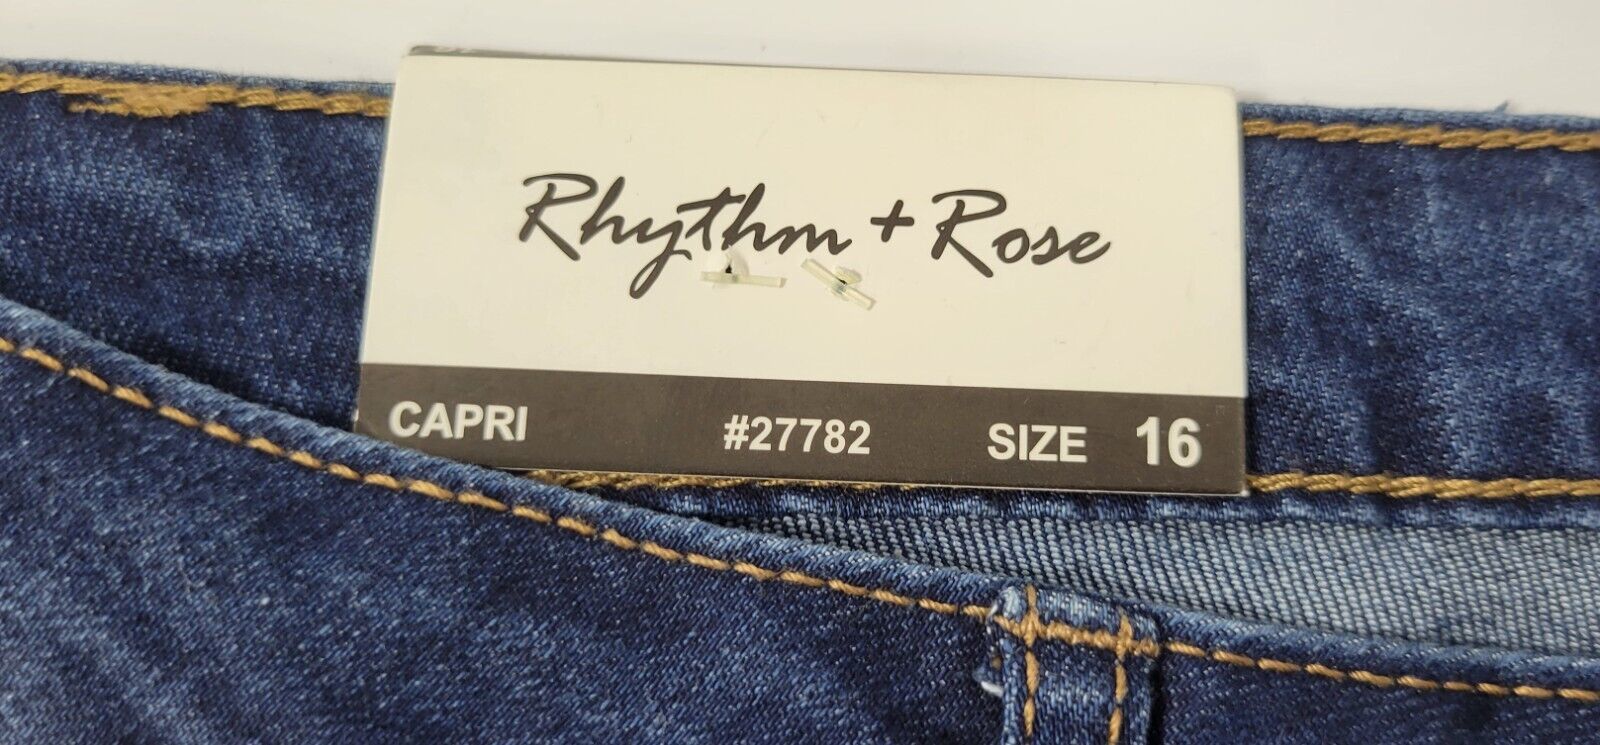 Rhythm + Rose
CAPRI #27782 SIZE 16